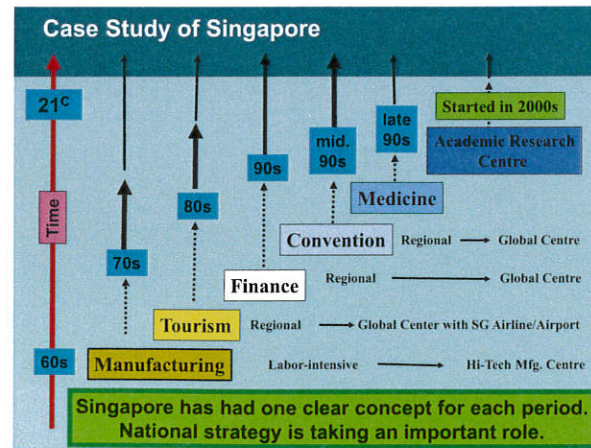 Case Study of Singapore
21C
Started in 2000s
mid. 90s
late 90s
Academic Research Centre
90s
Medicine
80s
Time
Convention Regional Global Centre
70s
Finance Regional Global Centre
Tourism Regional Global Center with SG Airline/Airport
60s
Manufacturing Labor-intensive Hi-Tech Mfg. Centre
Singapore has had one clear concept for each period.
National strategy is taking an important role.